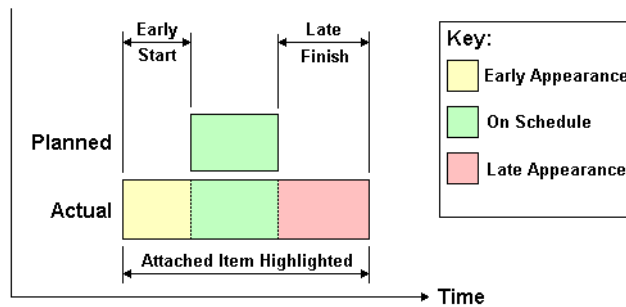 Early
Start
Late
Finish
Planned
Actual
Attached Item Highlighted
Time
Key:
Early Appearance
On Schedule
Late Appearance